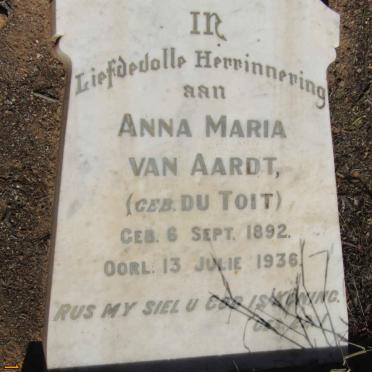 IN
Liefdevolle Herrinnering
aan
ANNA MARIA
VAN AARDT,
(GEB. DU TOIT)
GEB. 6 SEPT. 1892.
OORL. 13 JULIE 1936.
RUS MY SIEL U GOD IS KONING.